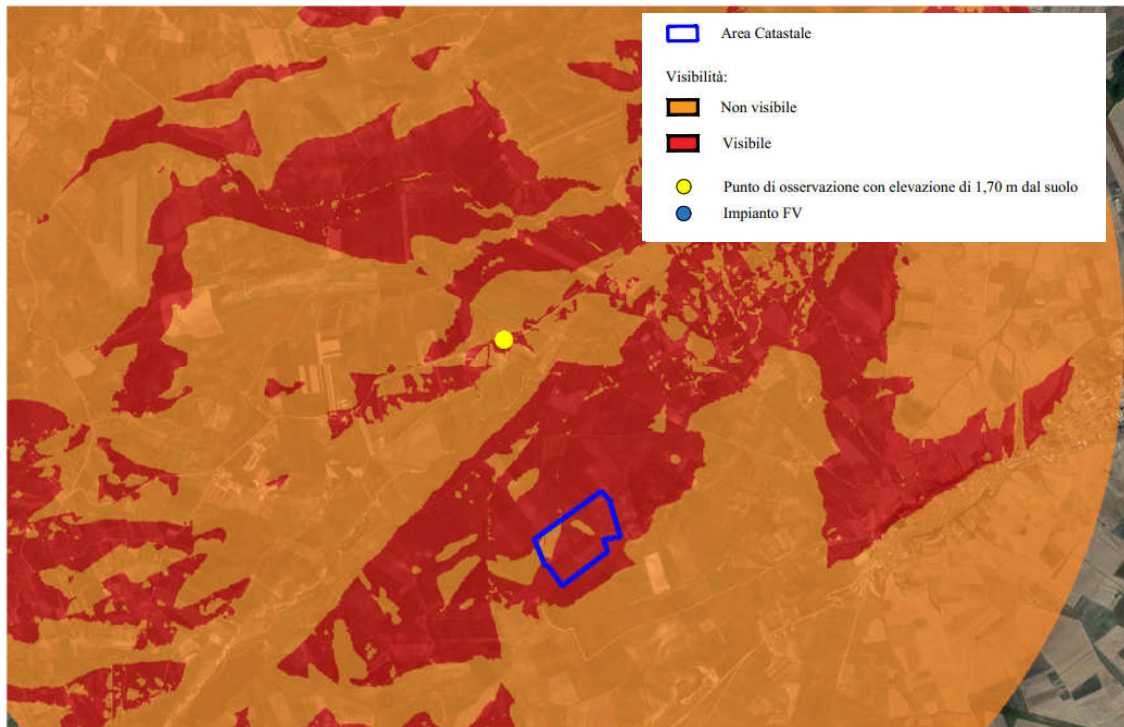 Area Catastale
Visibilità:
Non visibile
Visibile
Punto di osservazione con elevazione di 1,70 m dal suolo
Impianto FV